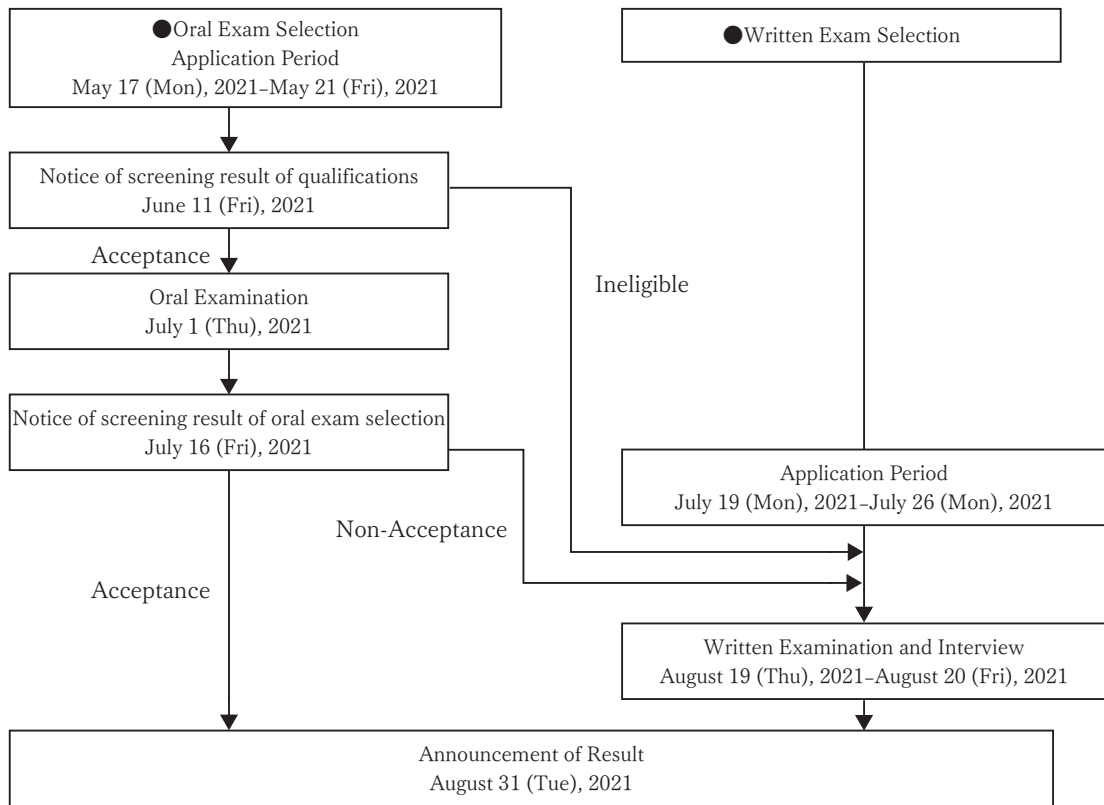 ●Oral Exam Selection
Application Period
May 17 (Mon), 2021–May 21 (Fri), 2021
●Written Exam Selection
Notice of screening result of qualifications
June 11 (Fri), 2021
Acceptance
Ineligible
Oral Examination
July 1 (Thu), 2021
Notice of screening result of oral exam selection
July 16 (Fri), 2021
Application Period
July 19 (Mon), 2021–July 26 (Mon), 2021
Non-Acceptance
Acceptance
Written Examination and Interview
August 19 (Thu), 2021–August 20 (Fri), 2021
Announcement of Result
August 31 (Tue), 2021